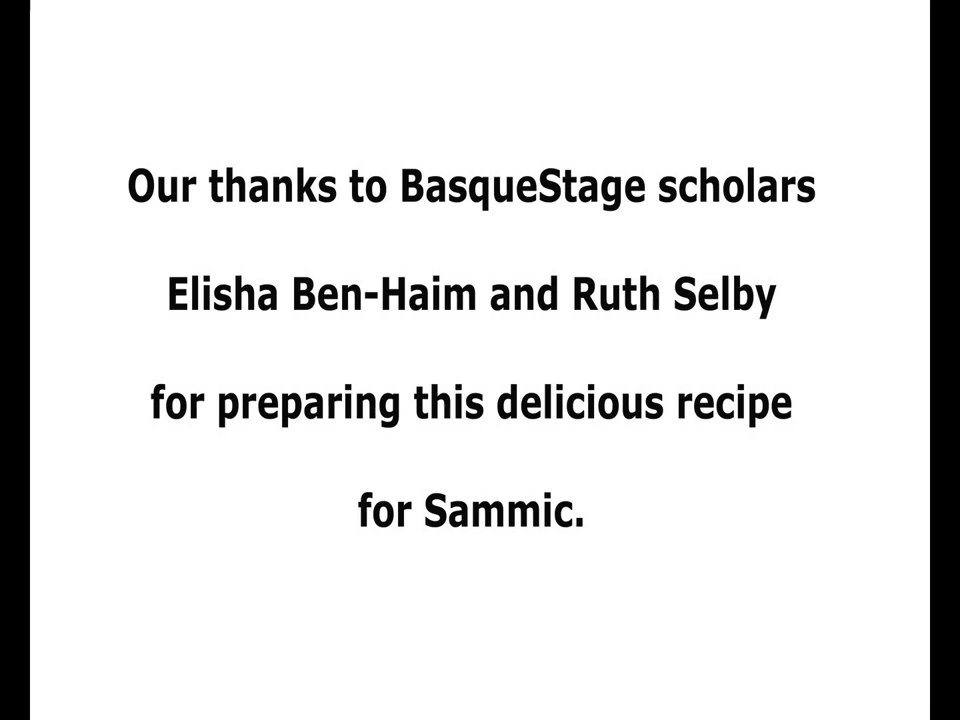 Our thanks to BasqueStage scholars
Elisha Ben-Haim and Ruth Selby
for preparing this delicious recipe
for Sammic.